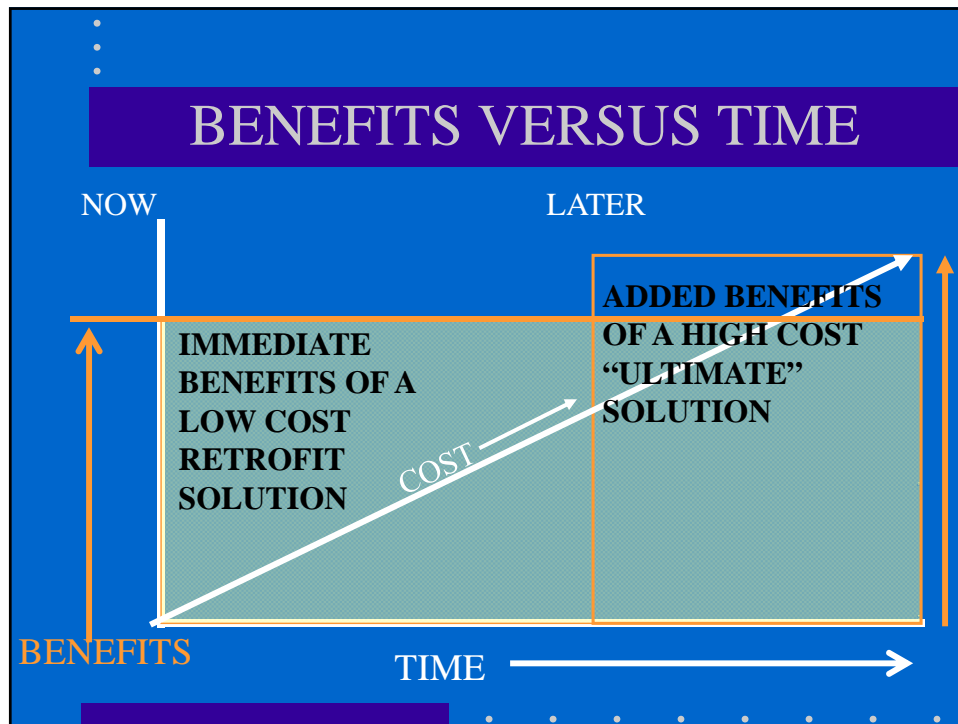 BENEFITS VERSUS TIME
NOW
LATER
IMMEDIATE
BENEFITS OF A
LOW COST
RETROFIT
SOLUTION
COST
ADDED BENEFITS
OF A HIGH COST
“ULTIMATE”
SOLUTION
BENEFITS
TIME